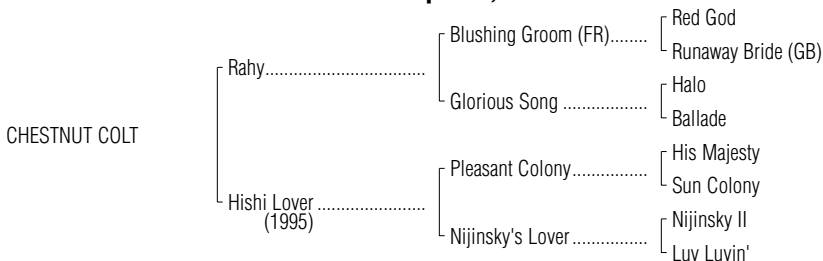 Red God
Blushing Groom (FR)........
Runaway Bride (GB)
Rahy..................................
Halo
Glorious Song .................
Ballade
CHESTNUT COLT
His Majesty
Pleasant Colony...............
Sun Colony
Hishi Lover .......................
(1995)
Nijinsky II
Nijinsky's Lover ................
Luv Luvin'